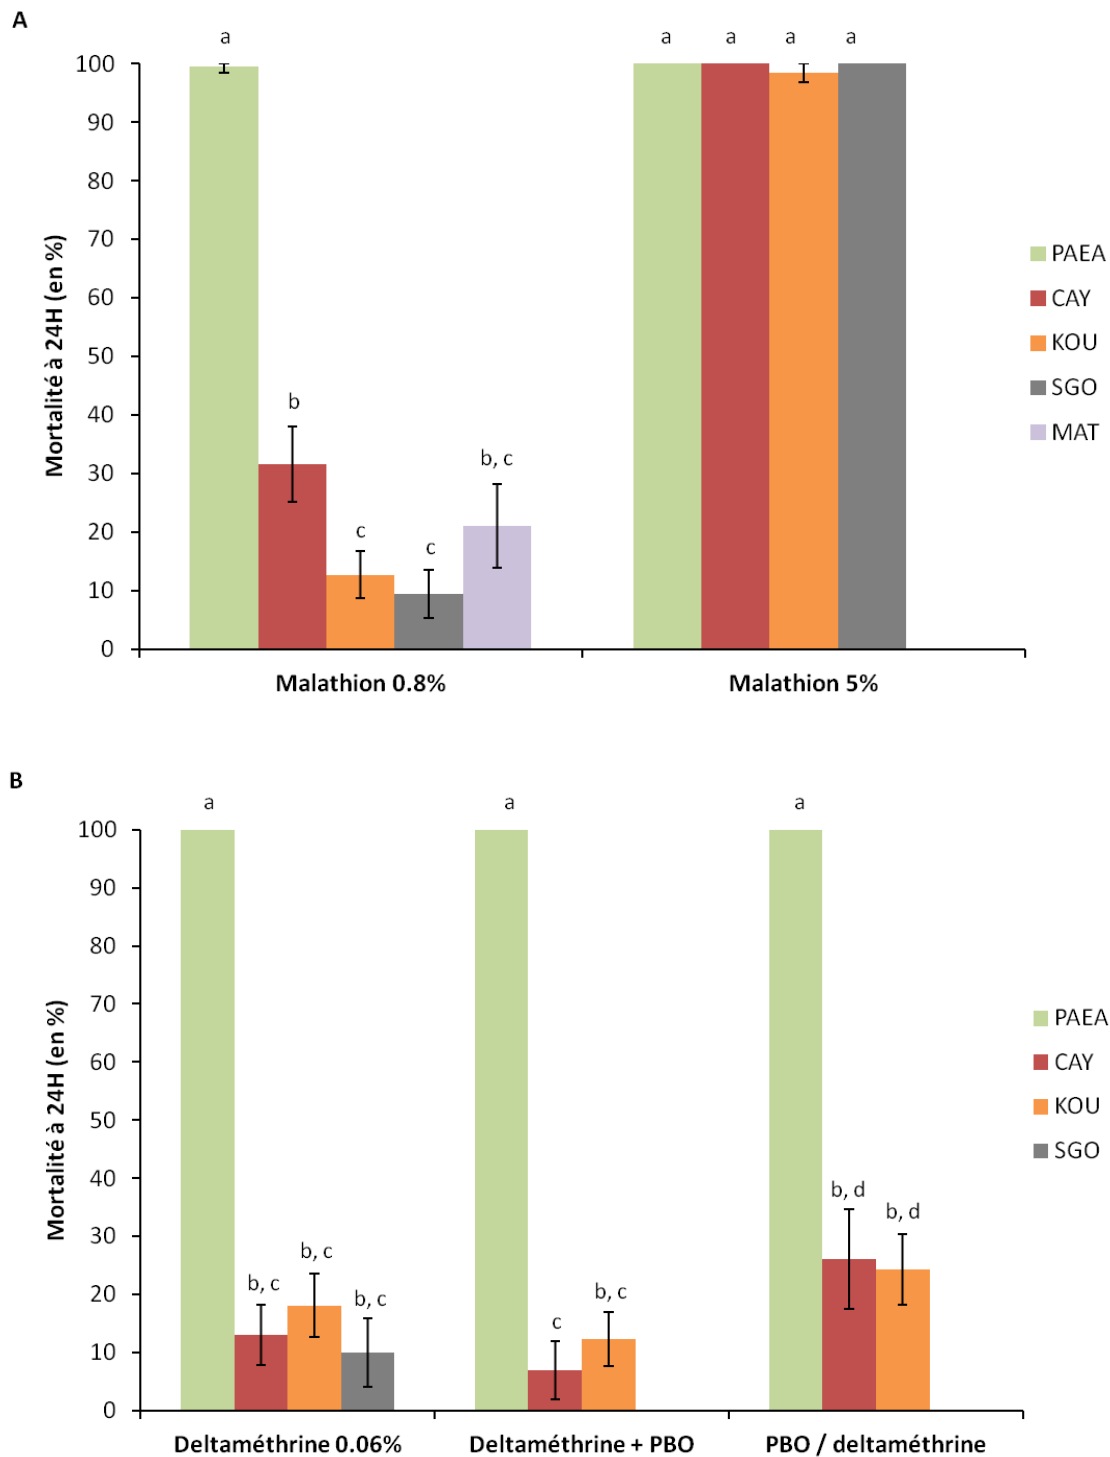 A
a a a a a
100
90
80
70
60
50
40
30
20
10
0
Mortalité à 24H (en %)
b
c
c
b, c
Malathion 0.8% Malathion 5%
PAEA
CAY
KOU
SGO
MAT
B
a a a
100
90
80
70
60
50
40
30
20
10
0
Mortalité à 24H (en %)
b, c
b, c
b, c
c
b, c
b, d
b, d
Deltaméthrine 0.06% Deltaméthrine + PBO PBO / deltaméthrine
PAEA
CAY
KOU
SGO